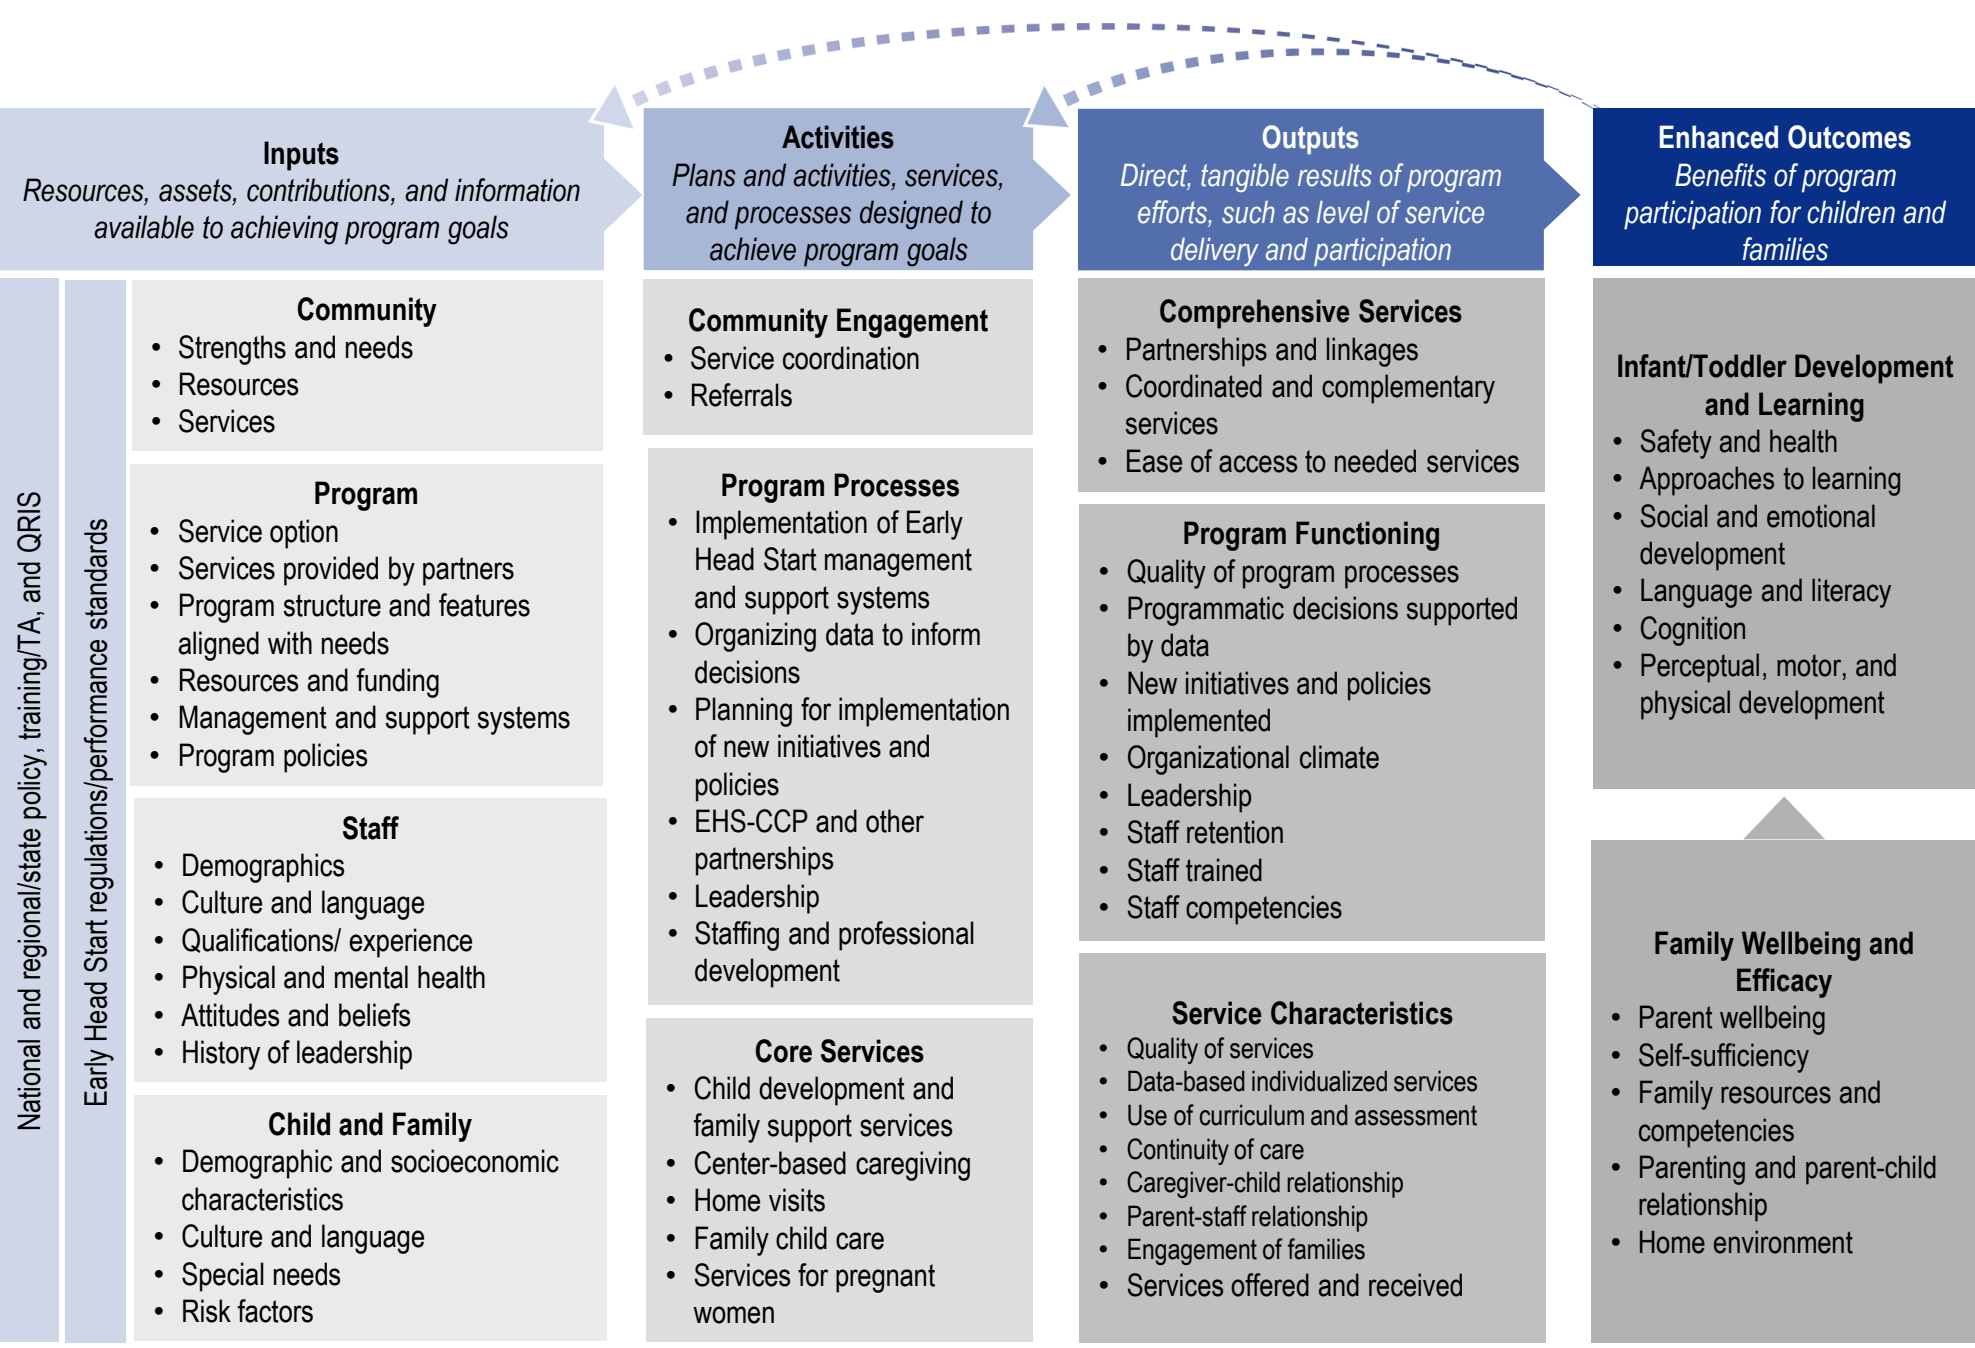 Inputs
Resources, assets, contributions, and information
available to achieving program goals
Activities
Plans and activities, services,
and processes designed to
achieve program goals
Outputs
Direct, tangible results of program
efforts, such as level of service
delivery and participation
Enhanced Outcomes
Benefits of program
participation for children and
families
National and regional/state policy, training/TA, and QRIS
Early Head Start regulations/performance standards
Community
• Strengths and needs
• Resources
• Services
Program
• Service option
• Services provided by partners
• Program structure and features
aligned with needs
• Resources and funding
• Management and support systems
• Program policies
Staff
• Demographics
• Culture and language
• Qualifications/ experience
• Physical and mental health
• Attitudes and beliefs
• History of leadership
Child and Family
• Demographic and socioeconomic
characteristics
• Culture and language
• Special needs
• Risk factors
Community Engagement
• Service coordination
• Referrals
Program Processes
• Implementation of Early
Head Start management
and support systems
• Organizing data to inform
decisions
• Planning for implementation
of new initiatives and
policies
• EHS-CCP and other
partnerships
• Leadership
• Staffing and professional
development
Core Services
• Child development and
family support services
• Center-based caregiving
• Home visits
• Family child care
• Services for pregnant
women
Comprehensive Services
• Partnerships and linkages
• Coordinated and complementary
services
• Ease of access to needed services
Program Functioning
• Quality of program processes
• Programmatic decisions supported
by data
• New initiatives and policies
implemented
• Organizational climate
• Leadership
• Staff retention
• Staff trained
• Staff competencies
Service Characteristics
• Quality of services
• Data-based individualized services
• Use of curriculum and assessment
• Continuity of care
• Caregiver-child relationship
• Parent-staff relationship
• Engagement of families
• Services offered and received
Infant/Toddler Development
and Learning
• Safety and health
• Approaches to learning
• Social and emotional
development
• Language and literacy
• Cognition
• Perceptual, motor, and
physical development
Family Wellbeing and
Efficacy
• Parent wellbeing
• Self-sufficiency
• Family resources and
competencies
• Parenting and parent-child
relationship
• Home environment